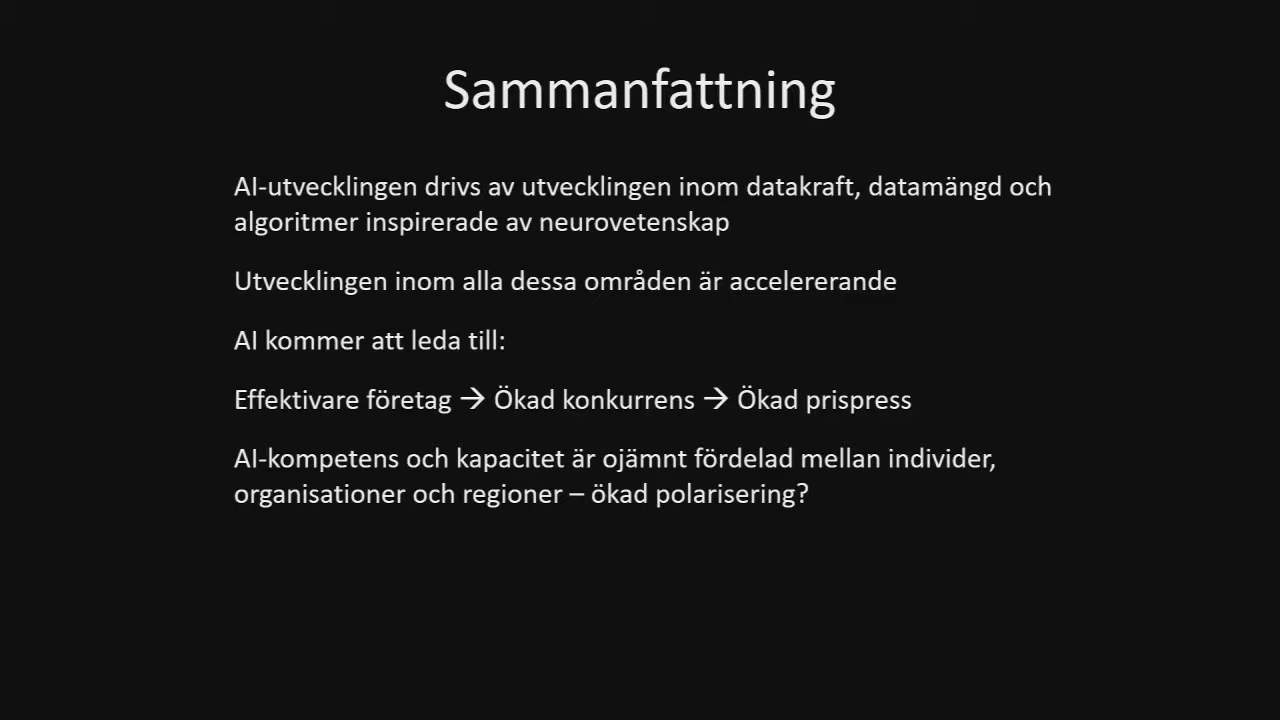 Sammanfattning
AI-utvecklingen drivs av utvecklingen inom datakraft, datamängd och
algoritmer inspirerade av neurovetenskap
Utvecklingen inom alla dessa områden är accelererande
AI kommer att leda till:
Effektivare företag → Ökad konkurrens → Ökad prispress
AI-kompetens och kapacitet är ojämnt fördelad mellan individer,
organisationer och regioner – ökad polarisering?